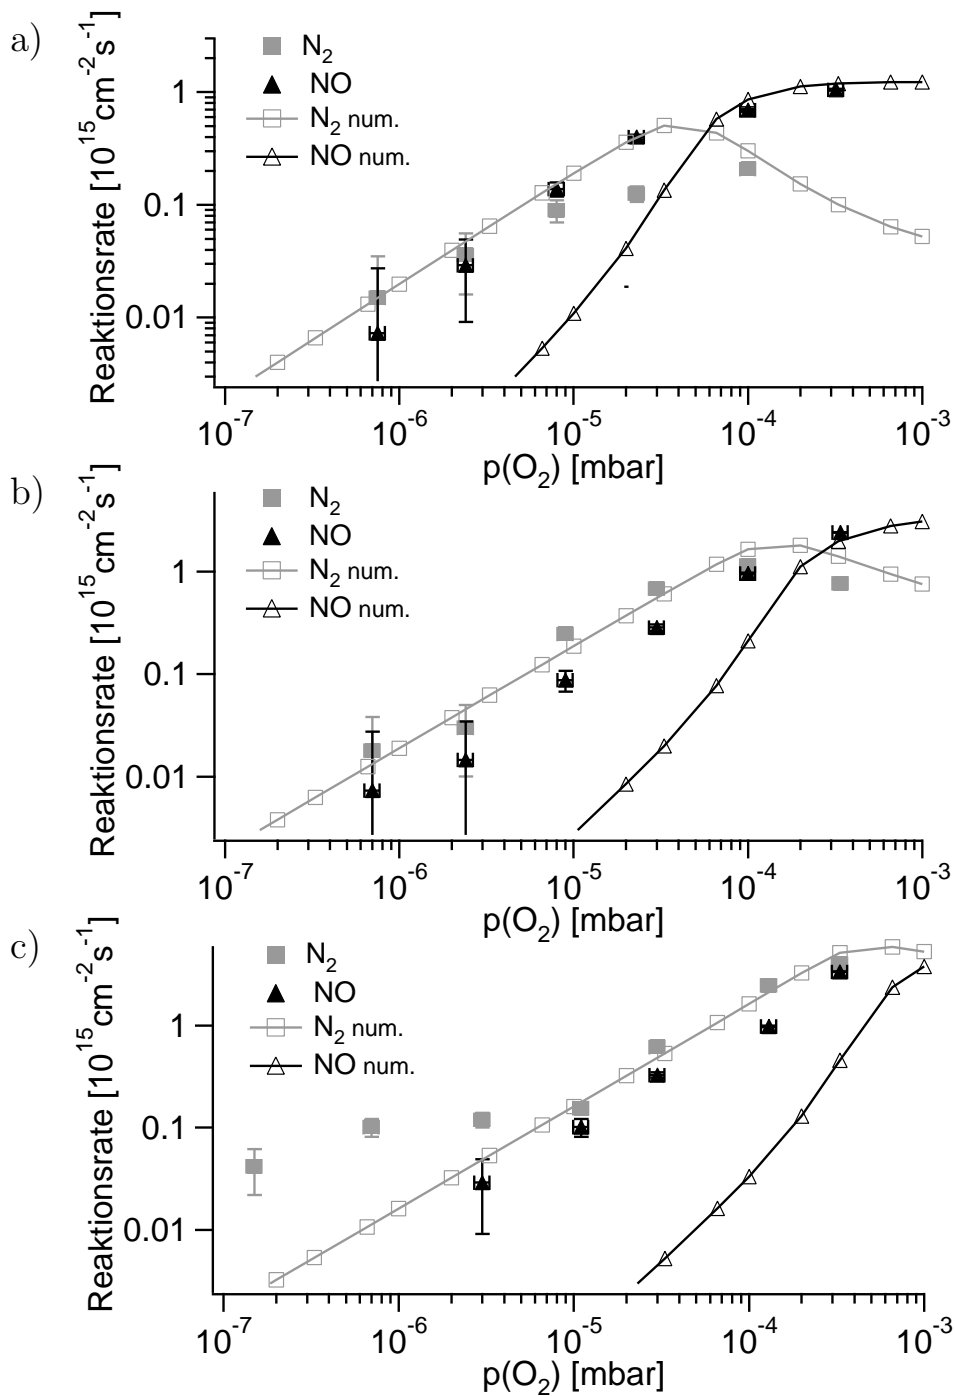 a)
Reaktionsrate [10^15 cm^-2 s^-1]
N2
NO
N2 num.
NO num.
1
0.1
0.01
10^-7 10^-6 10^-5 10^-4 10^-3
p(O2) [mbar]
b)
Reaktionsrate [10^15 cm^-2 s^-1]
N2
NO
N2 num.
NO num.
1
0.1
0.01
10^-7 10^-6 10^-5 10^-4 10^-3
p(O2) [mbar]
c)
Reaktionsrate [10^15 cm^-2 s^-1]
N2
NO
N2 num.
NO num.
1
0.1
0.01
10^-7 10^-6 10^-5 10^-4 10^-3
p(O2) [mbar]